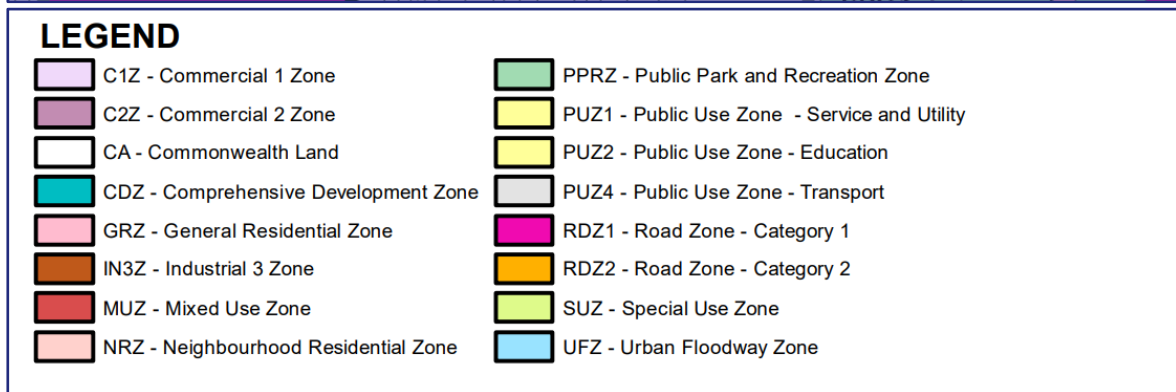 LEGEND
C1Z - Commercial 1 Zone
C2Z - Commercial 2 Zone
CA - Commonwealth Land
CDZ - Comprehensive Development Zone
GRZ - General Residential Zone
IN3Z - Industrial 3 Zone
MUZ - Mixed Use Zone
NRZ - Neighbourhood Residential Zone
PPRZ - Public Park and Recreation Zone
PUZ1 - Public Use Zone  - Service and Utility
PUZ2 - Public Use Zone - Education
PUZ4 - Public Use Zone - Transport
RDZ1 - Road Zone - Category 1
RDZ2 - Road Zone - Category 2
SUZ - Special Use Zone
UFZ - Urban Floodway Zone